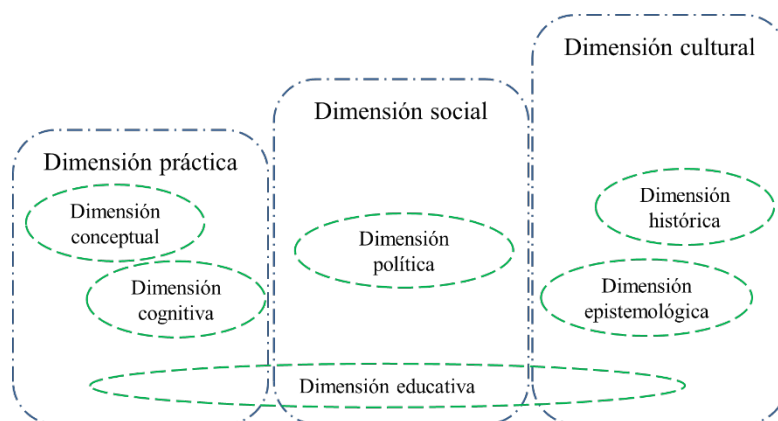 Dimensión práctica
Dimensión
conceptual
Dimensión
cognitiva
Dimensión social
Dimensión
política
Dimensión cultural
Dimensión
histórica
Dimensión
epistemológica
Dimensión educativa